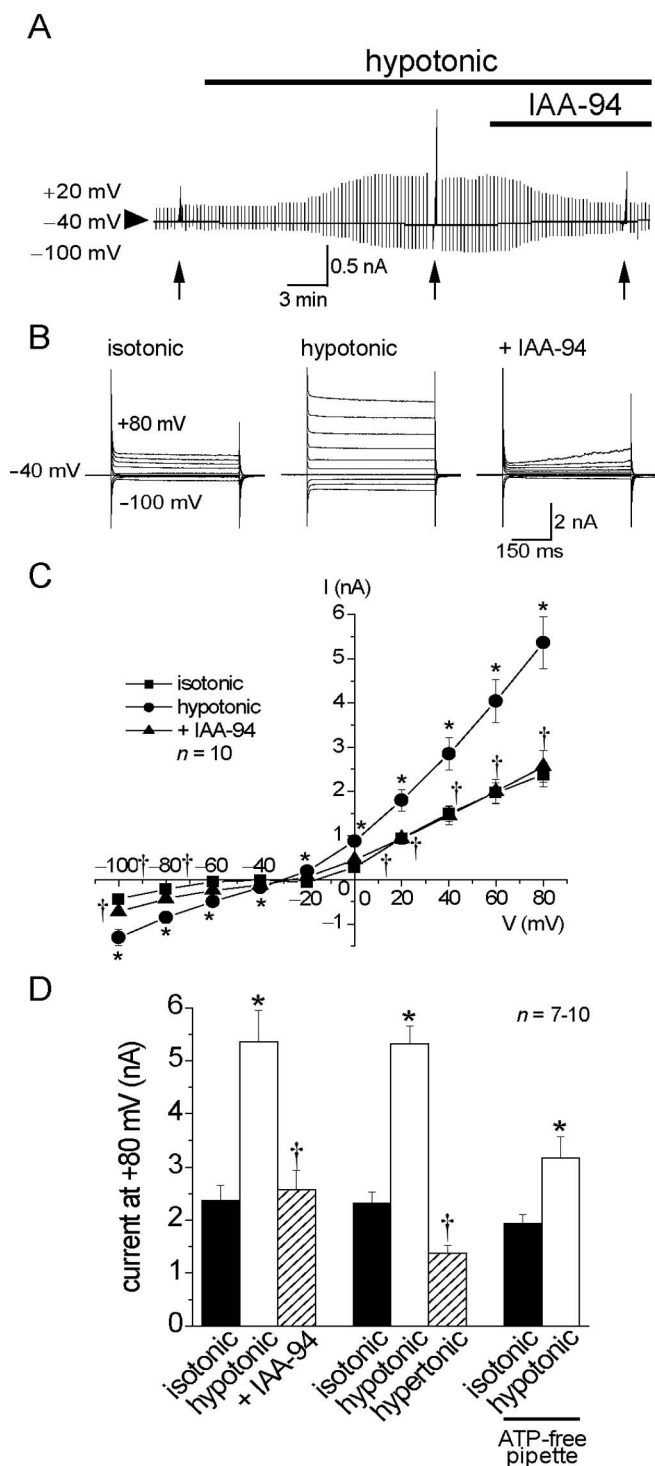 A
hypotonic
IAA-94
+20 mV
−40 mV
−100 mV
0.5 nA
3 min
B
isotonic
hypotonic
+ IAA-94
+80 mV
−40 mV
−100 mV
2 nA
150 ms
C
I (nA)
6
5
4
3
2
1
0
−1
isotonic
hypotonic
+ IAA-94
n = 10
* * * * * * * * * *
† † † † † † † †
−100 −80 −60 −40 −20 0 20 40 60 80
V (mV)
D
current at +80 mV (nA)
6
5
4
3
2
1
0
n = 7-10
* † * † *
isotonic
hypotonic
+ IAA-94
isotonic
hypotonic
hypertonic
isotonic
hypotonic
ATP-free
pipette